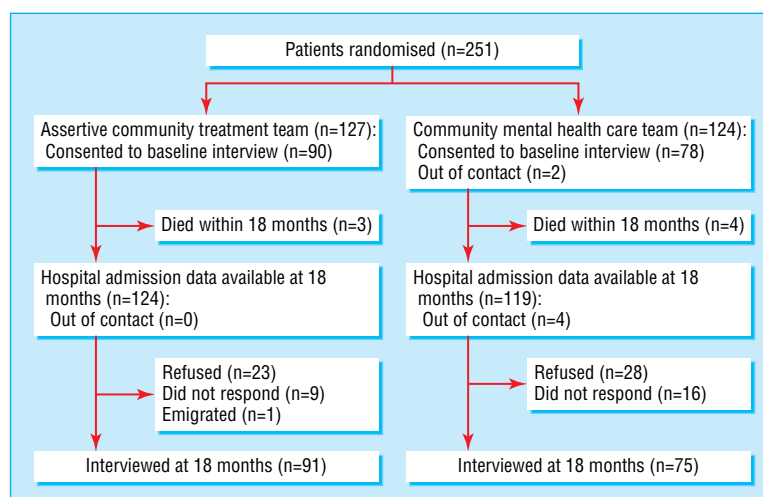 Patients randomised (n=251)
Assertive community treatment team (n=127):
Consented to baseline interview (n=90)
Community mental health care team (n=124):
Consented to baseline interview (n=78)
Out of contact (n=2)
Died within 18 months (n=3)
Died within 18 months (n=4)
Hospital admission data available at 18
months (n=124):
Out of contact (n=0)
Hospital admission data available at 18
months (n=119):
Out of contact (n=4)
Refused (n=23)
Did not respond (n=9)
Emigrated (n=1)
Refused (n=28)
Did not respond (n=16)
Interviewed at 18 months (n=91)
Interviewed at 18 months (n=75)